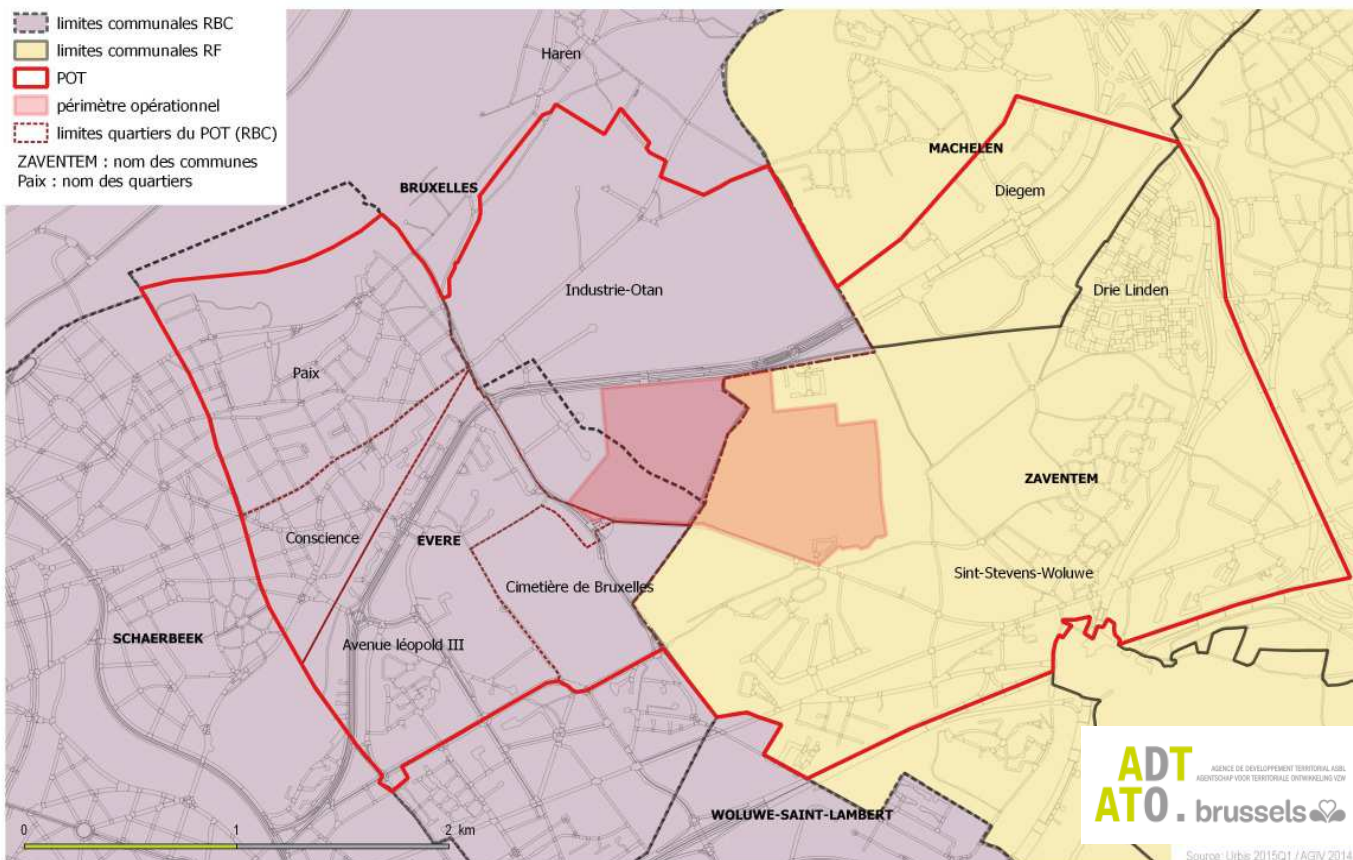 limites communales RBC
limites communales RF
POT
périmètre opérationnel
limites quartiers du POT (RBC)
ZAVENTEM : nom des communes
Paix : nom des quartiers
Haren
MACHELEN
BRUXELLES
Diegem
Industrie-Otan
Drie Linden
Paix
ZAVENTEM
Conscience
EVERE
Sint-Stevens-Woluwe
Cimetière de Bruxelles
SCHAERBEEK
Avenue léopold III
WOLUWE-SAINT-LAMBERT
0 1 2 km
ADT
ATO.
AGENCE DE DEVELOPPEMENT TERRITORIAL ASBL
AGENTSCHAP VOOR TERRITORIALE ONTWIKKELING VZW
brussels
Source: Urbis 2015Q1 / AGIV 2014